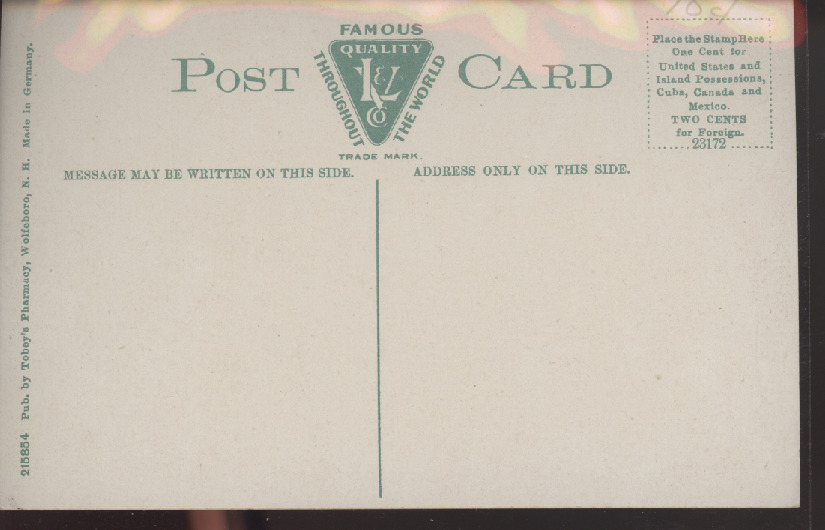 FAMOUS
QUALITY
POST
CARD
THROUGHOUT
THE WORLD
Co
TRADE MARK.
Place the Stamp Here
One Cent for
United States and
Island Possessions,
Cuba, Canada and
Mexico.
TWO CENTS
for Foreign.
23172
MESSAGE MAY BE WRITTEN ON THIS SIDE.
ADDRESS ONLY ON THIS SIDE.
215854 Pub. by Tobey's Pharmacy, Wolfeboro, N. H. Made in Germany.